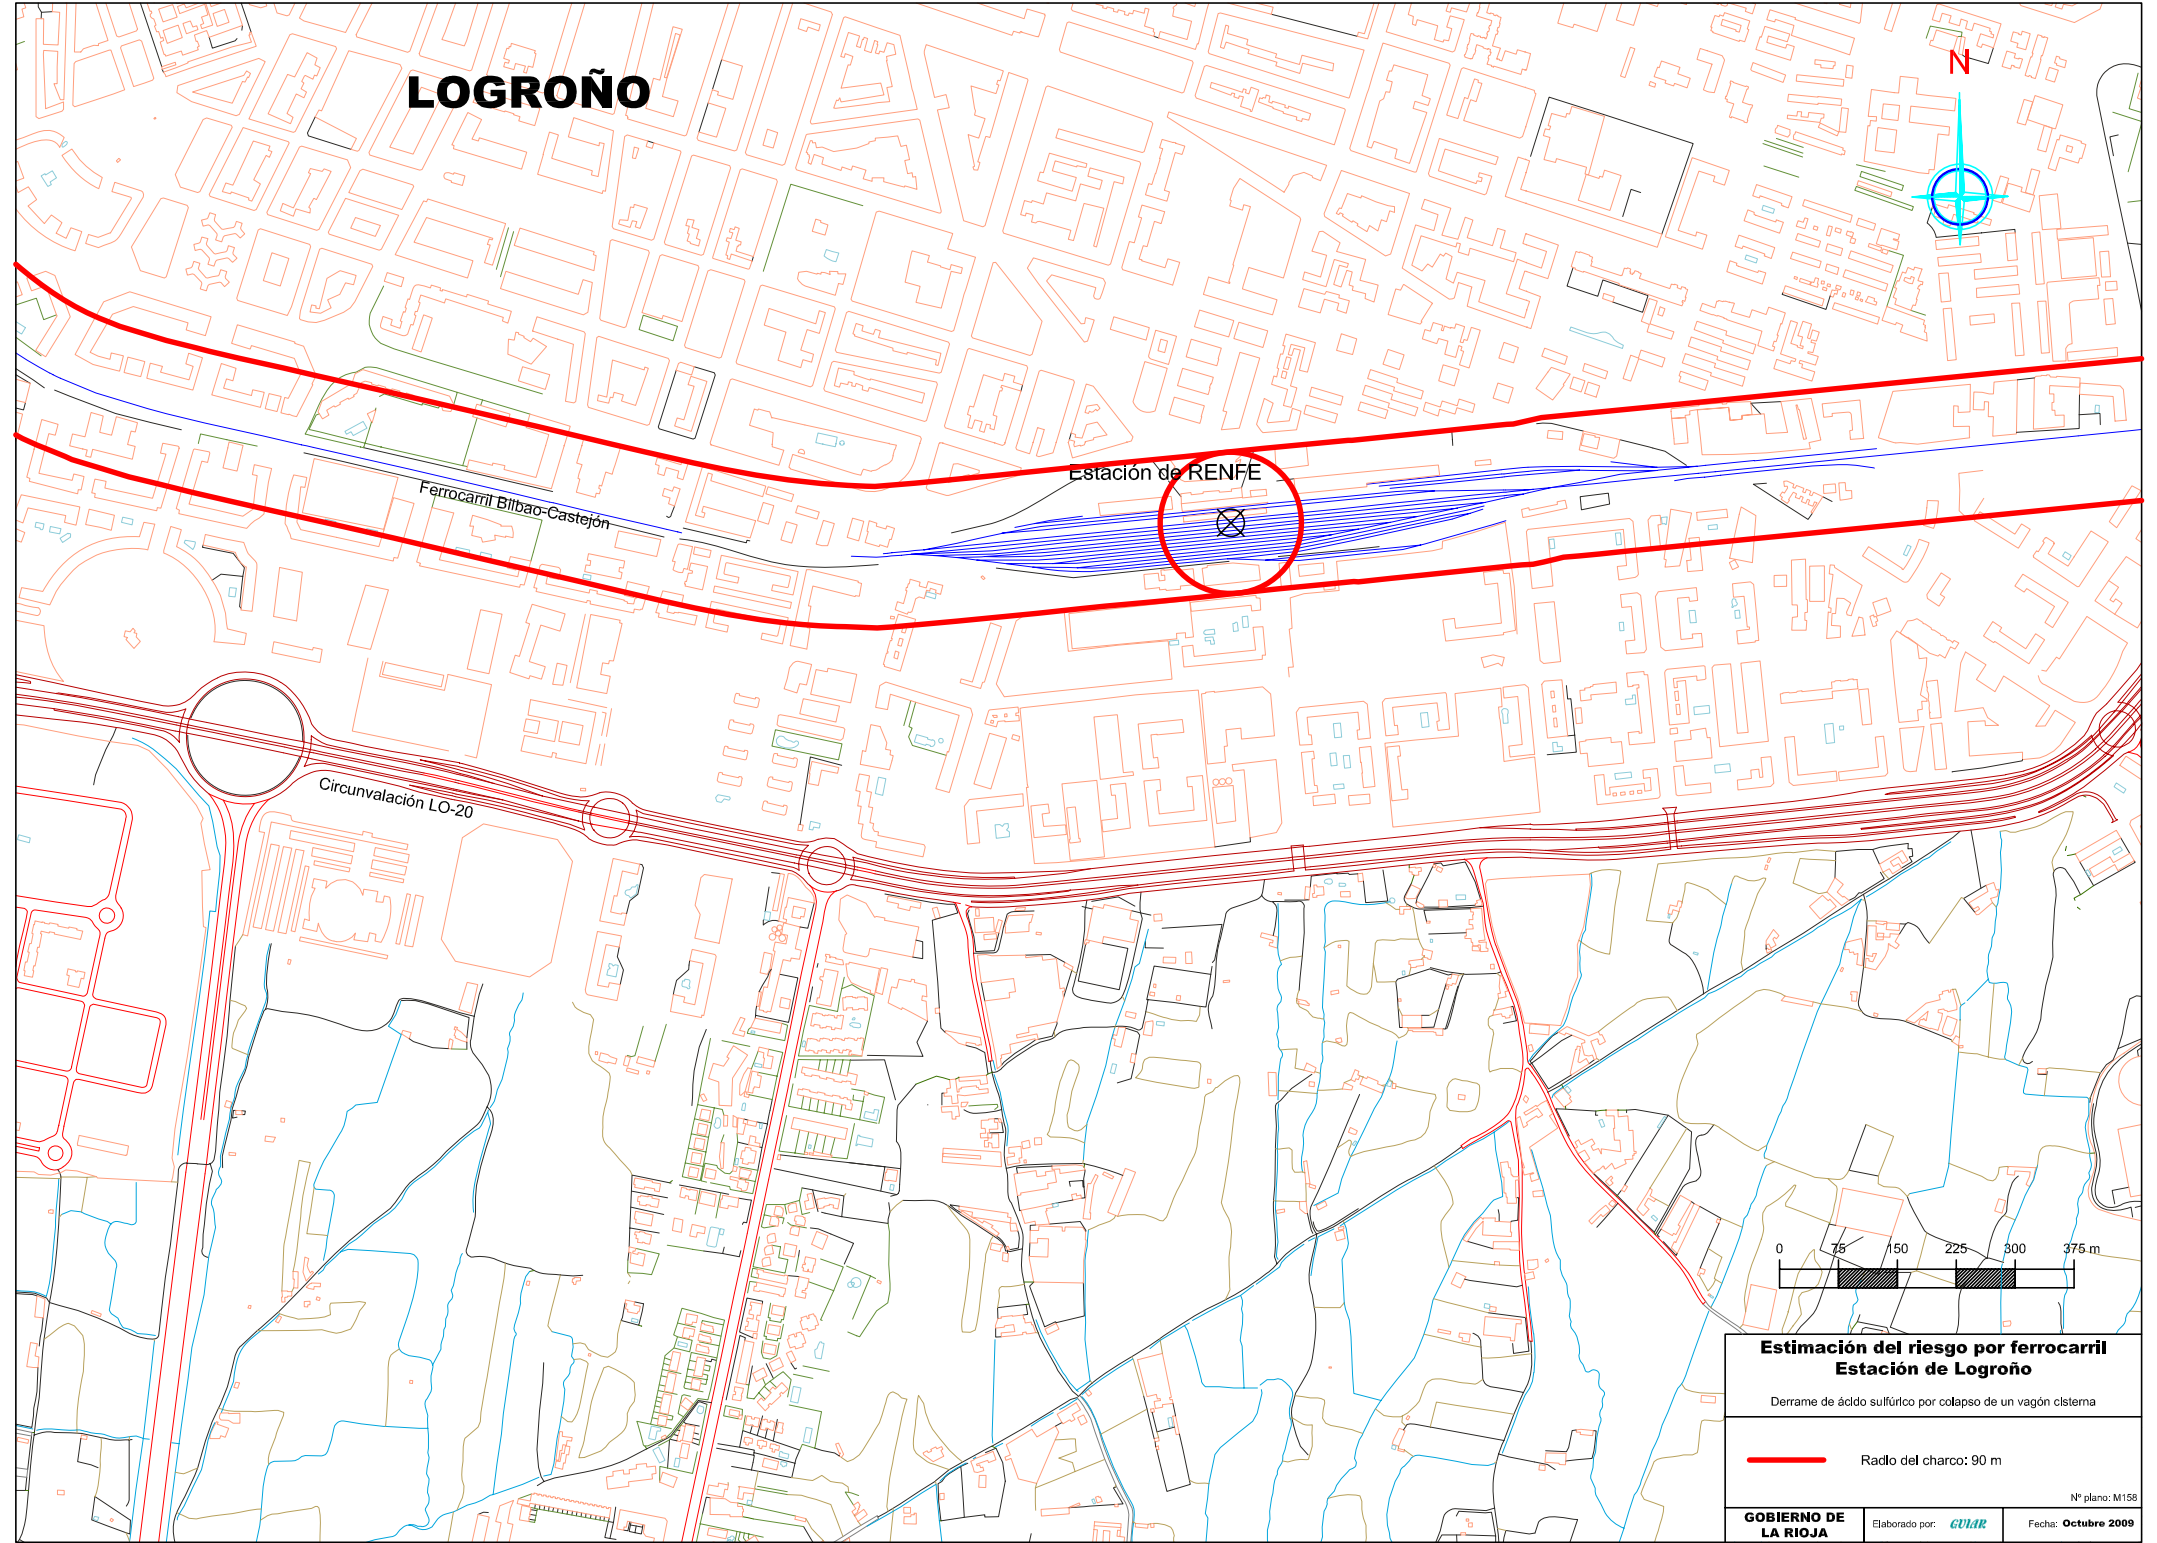 LOGROÑO
N
Estación de RENFE
Ferrocarril Bilbao-Castejón
Circunvalación LO-20
0 75 150 225 300 375 m
Estimación del riesgo por ferrocarril
Estación de Logroño
Derrame de ácido sulfúrico por colapso de un vagón cisterna
Radio del charco: 90 m
Nº plano: M158
GOBIERNO DE
LA RIOJA
Elaborado por: GUIAR
Fecha: Octubre 2009